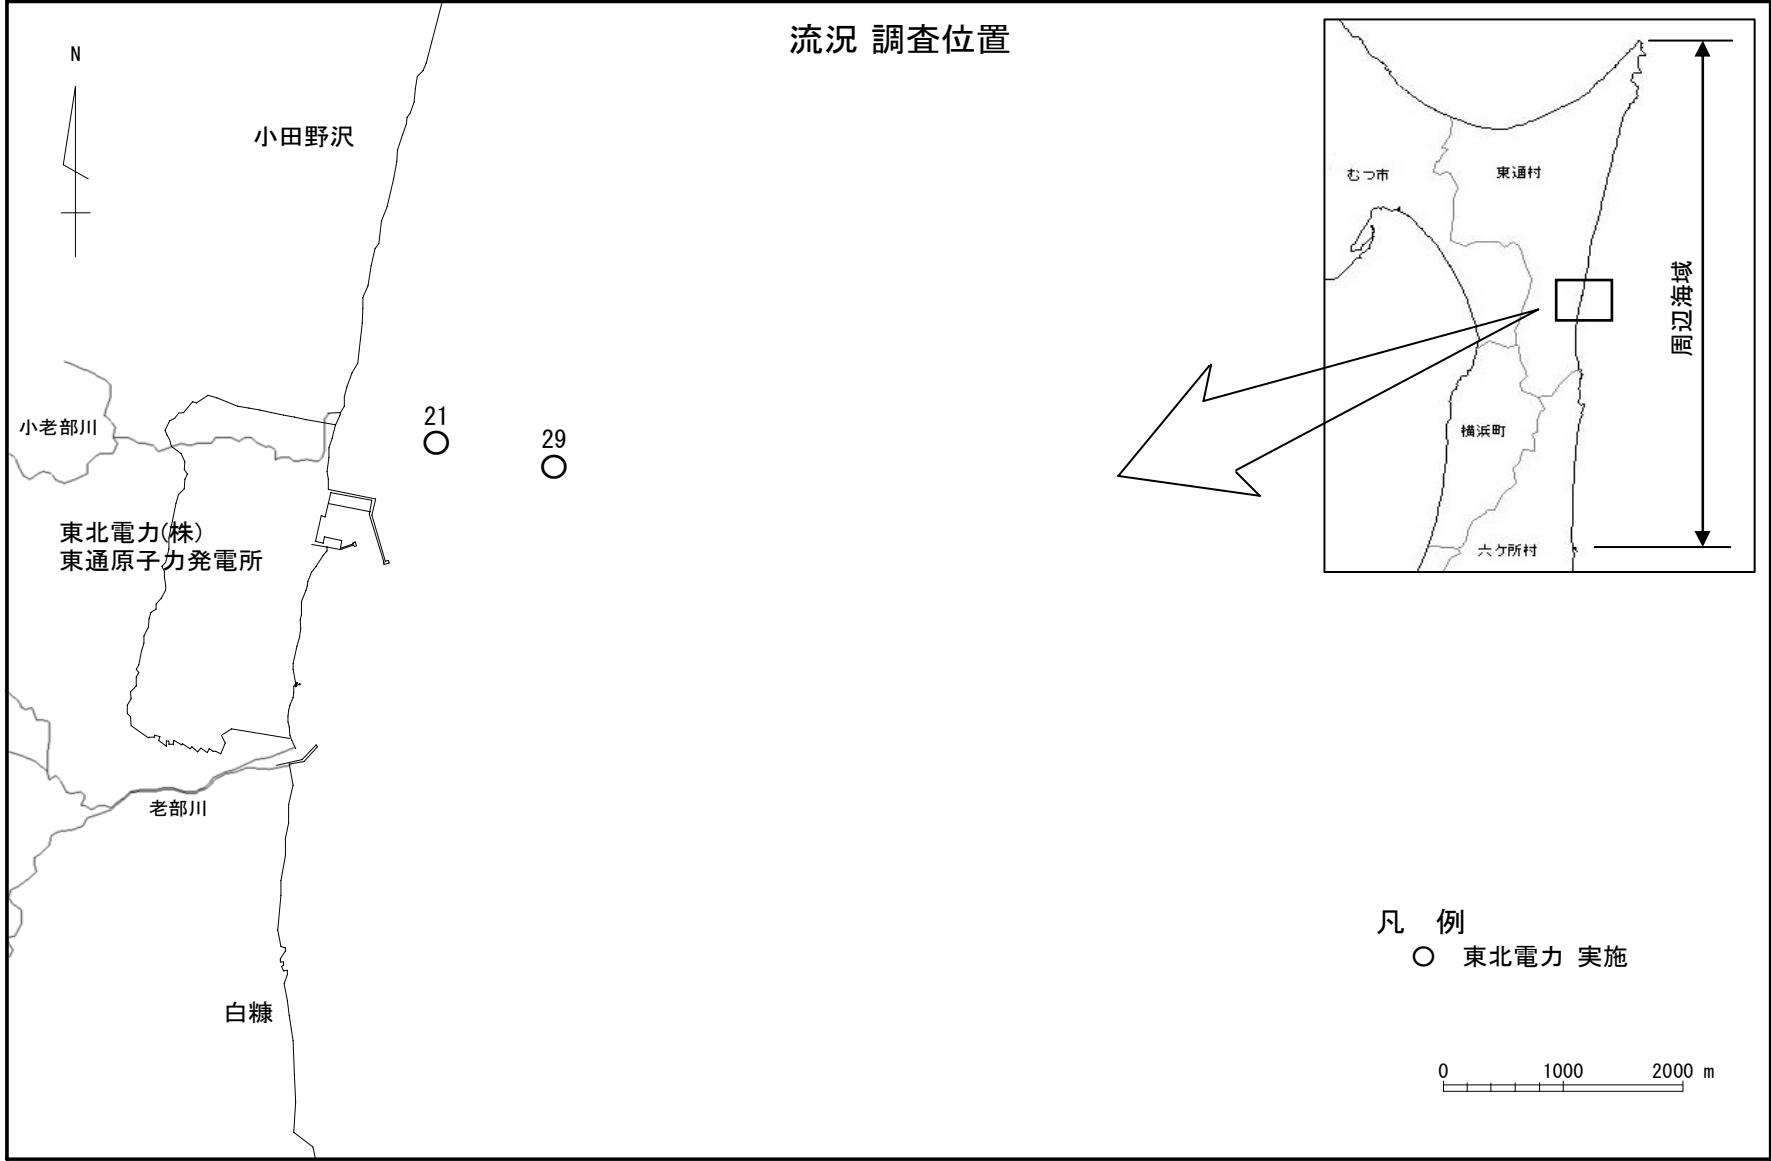 流況 調査位置
N
小田野沢
むつ市
東通村
周辺海域
21
小老部川
29
横浜町
東北電力(株)
東通原子力発電所
六ケ所村
老部川
凡 例
○ 東北電力 実施
白糠
0 1000 2000 m